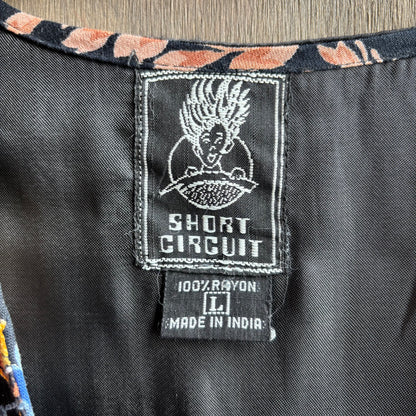 SHORT
CIRCUIT
100% RAYON
L
MADE IN INDIA